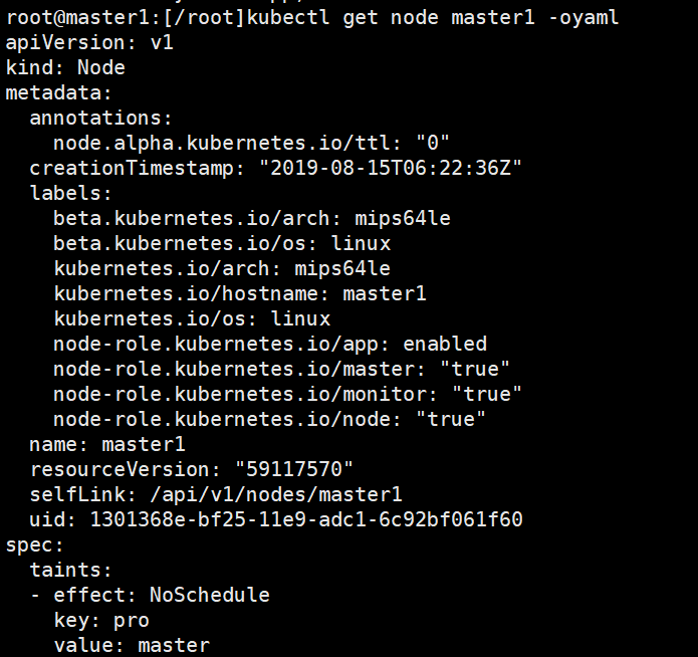 root@master1:[/root]kubectl get node master1 -oyaml
apiVersion: v1
kind: Node
metadata:
  annotations:
    node.alpha.kubernetes.io/ttl: "0"
  creationTimestamp: "2019-08-15T06:22:36Z"
  labels:
    beta.kubernetes.io/arch: mips64le
    beta.kubernetes.io/os: linux
    kubernetes.io/arch: mips64le
    kubernetes.io/hostname: master1
    kubernetes.io/os: linux
    node-role.kubernetes.io/app: enabled
    node-role.kubernetes.io/master: "true"
    node-role.kubernetes.io/monitor: "true"
    node-role.kubernetes.io/node: "true"
  name: master1
  resourceVersion: "59117570"
  selfLink: /api/v1/nodes/master1
  uid: 1301368e-bf25-11e9-adc1-6c92bf061f60
spec:
  taints:
  - effect: NoSchedule
    key: pro
    value: master